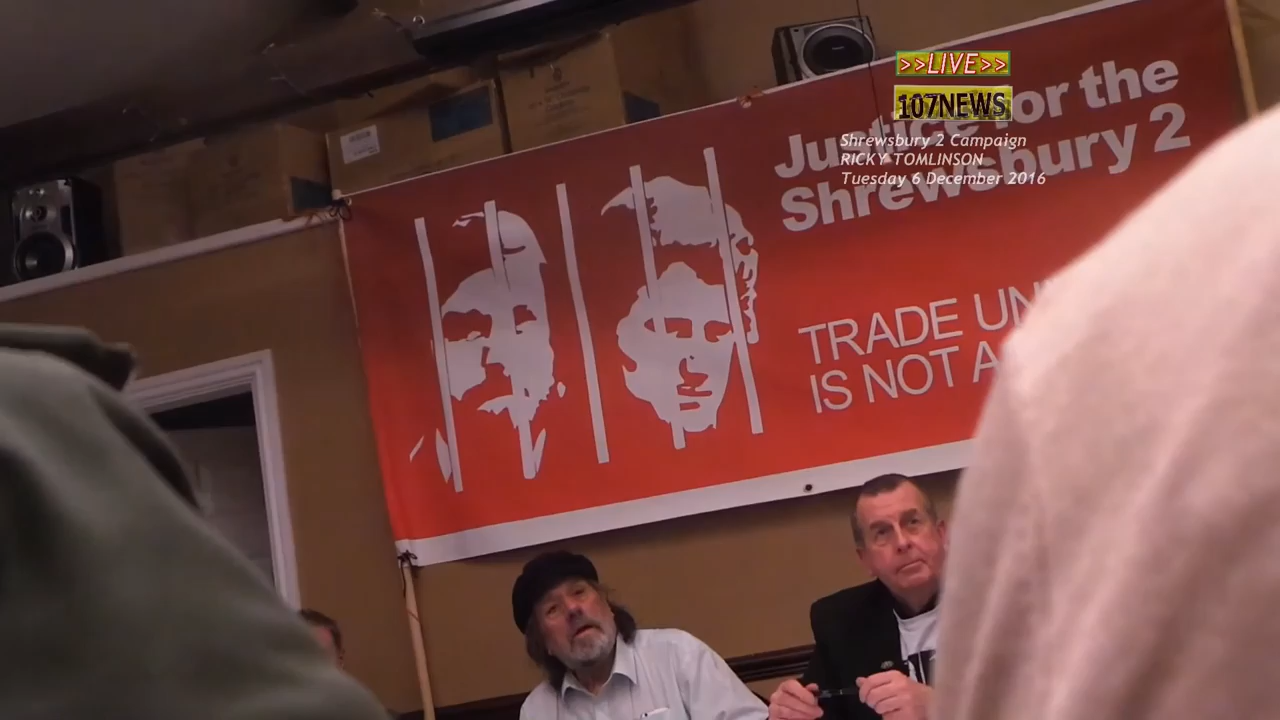 >>LIVE>>
107NEWS
Shrewsbury 2 Campaign
RICKY TOMLINSON
Tuesday 6 December 2016
Justice for the
Shrewsbury 2
TRADE UN
IS NOT A